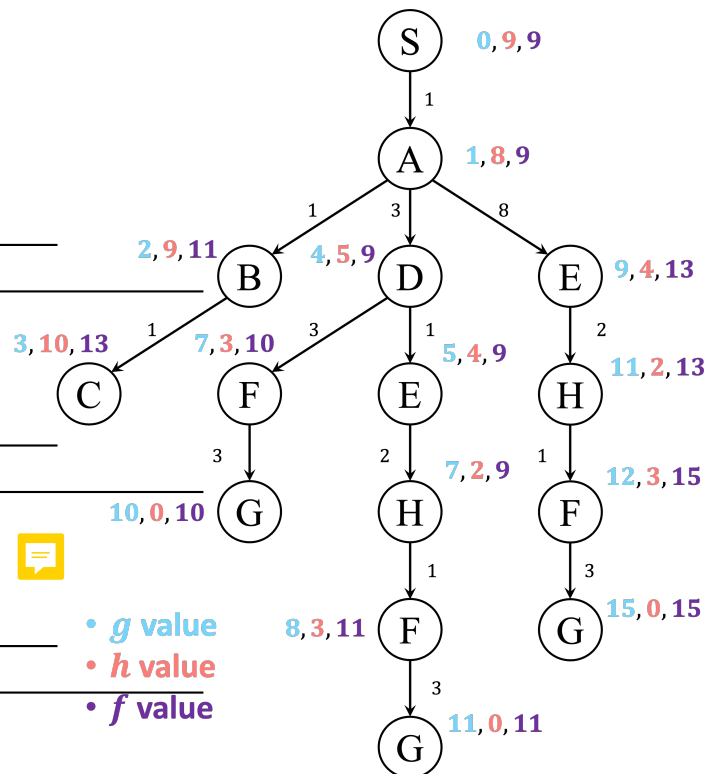 S 0, 9, 9
1
A 1, 8, 9
1 3 8
2, 9, 11 B 4, 5, 9 D E 9, 4, 13
1 3 1 2
3, 10, 13 C 7, 3, 10 F 5, 4, 9 E 11, 2, 13 H
3 2 1
10, 0, 10 G 7, 2, 9 H 12, 3, 15 F
1 3
8, 3, 11 F 15, 0, 15 G
3
11, 0, 11 G
• g value
• h value
• f value